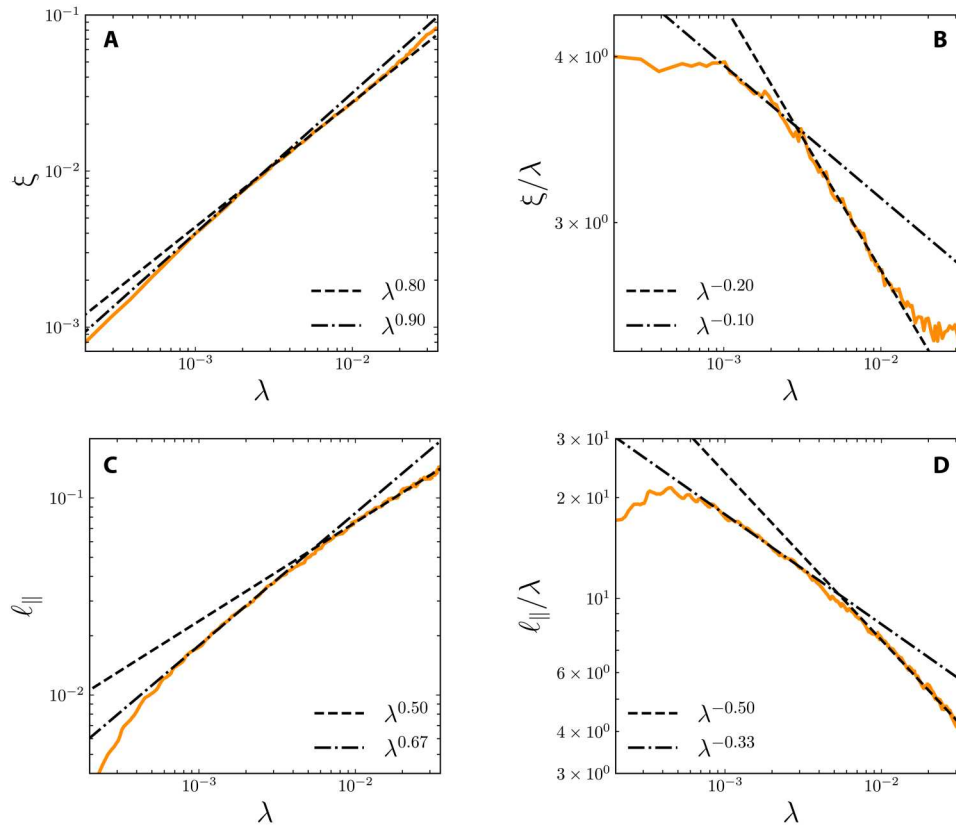 A
10^{-1}
10^{-2}
10^{-3}
ξ
λ^{0.80}
λ^{0.90}
10^{-3}
10^{-2}
λ
B
4 × 10^{0}
3 × 10^{0}
ξ/λ
λ^{-0.20}
λ^{-0.10}
10^{-3}
10^{-2}
λ
C
10^{-1}
10^{-2}
ℓ_{||}
λ^{0.50}
λ^{0.67}
10^{-3}
10^{-2}
λ
D
3 × 10^{1}
2 × 10^{1}
10^{1}
6 × 10^{0}
4 × 10^{0}
3 × 10^{0}
ℓ_{||}/λ
λ^{-0.50}
λ^{-0.33}
10^{-3}
10^{-2}
λ